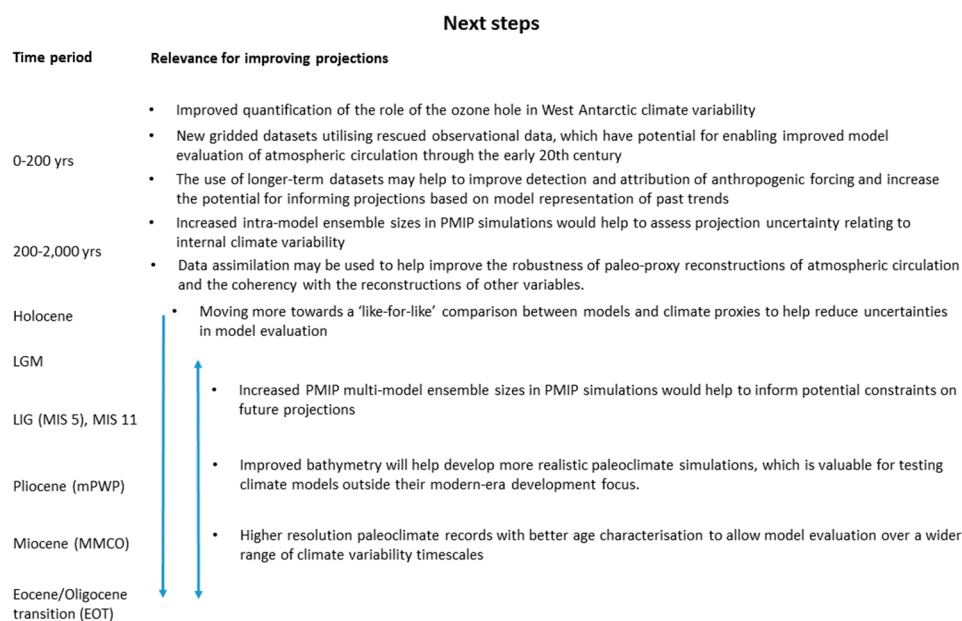 Next steps
Time period
Relevance for improving projections
0-200 yrs
• Improved quantification of the role of the ozone hole in West Antarctic climate variability
• New gridded datasets utilising rescued observational data, which have potential for enabling improved model
evaluation of atmospheric circulation through the early 20th century
• The use of longer-term datasets may help to improve detection and attribution of anthropogenic forcing and increase
the potential for informing projections based on model representation of past trends
200-2,000 yrs
• Increased intra-model ensemble sizes in PMIP simulations would help to assess projection uncertainty relating to
internal climate variability
• Data assimilation may be used to help improve the robustness of paleo-proxy reconstructions of atmospheric circulation
and the coherency with the reconstructions of other variables.
Holocene
• Moving more towards a ‘like-for-like’ comparison between models and climate proxies to help reduce uncertainties
in model evaluation
LGM
• Increased PMIP multi-model ensemble sizes in PMIP simulations would help to inform potential constraints on
future projections
LIG (MIS 5), MIS 11
• Improved bathymetry will help develop more realistic paleoclimate simulations, which is valuable for testing
climate models outside their modern-era development focus.
Pliocene (mPWP)
• Higher resolution paleoclimate records with better age characterisation to allow model evaluation over a wider
range of climate variability timescales
Miocene (MMCO)
Eocene/Oligocene
transition (EOT)